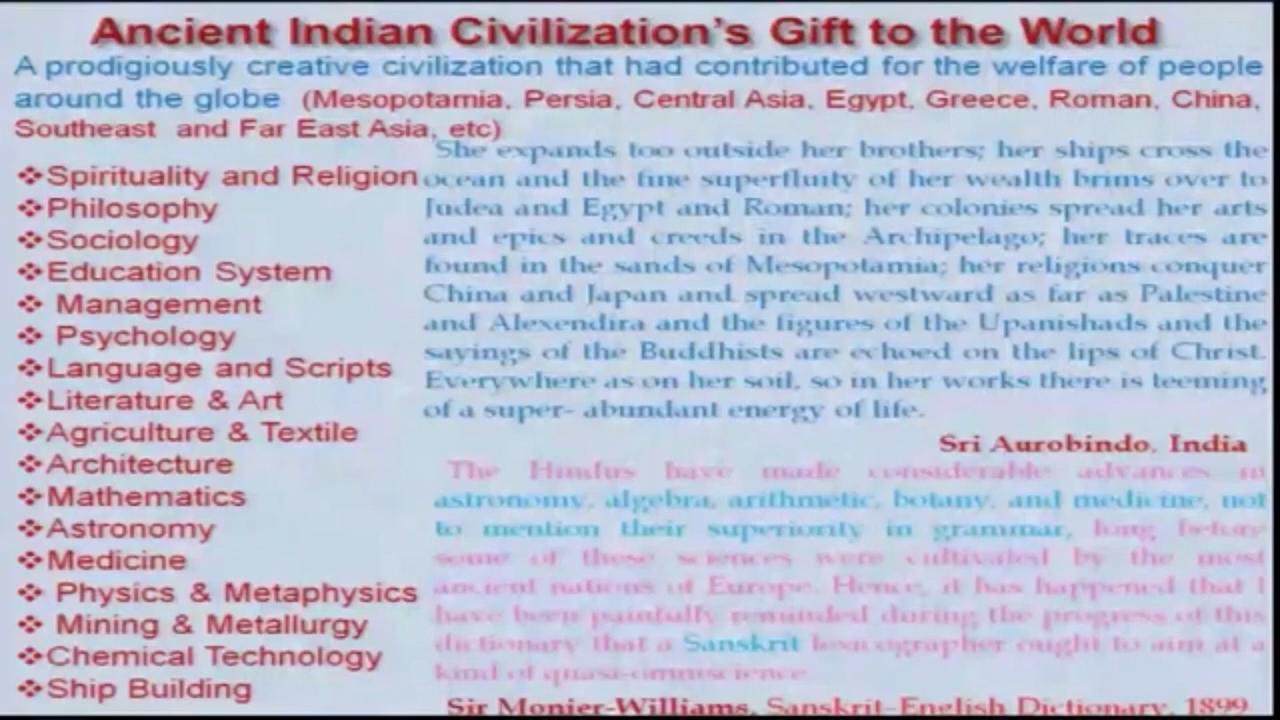 Ancient Indian Civilization's Gift to the World
A prodigiously creative civilization that had contributed for the welfare of people
around the globe (Mesopotamia, Persia, Central Asia, Egypt, Greece, Roman, China,
Southeast and Far East Asia, etc)
❖Spirituality and Religion
❖Philosophy
❖Sociology
❖Education System
❖ Management
❖ Psychology
❖Language and Scripts
❖Literature & Art
❖Agriculture & Textile
❖Architecture
❖Mathematics
❖Astronomy
❖Medicine
❖ Physics & Metaphysics
❖ Mining & Metallurgy
❖Chemical Technology
❖Ship Building
She expands too outside her brothers; her ships cross the
ocean and the fine superfluity of her wealth brims over to
Judea and Egypt and Roman; her colonies spread her arts
and epics and creeds in the Archipelago; her traces are
found in the sands of Mesopotamia; her religions conquer
China and Japan and spread westward as far as Palestine
and Alexendira and the figures of the Upanishads and the
sayings of the Buddhists are echoed on the lips of Christ.
Everywhere as on her soil, so in her works there is teeming
of a super- abundant energy of life.
Sri Aurobindo, India
The Hindus have made considerable advances in
astronomy, algebra, arithmetic, botany, and medicine, not
to mention their superiority in grammar, long before
some of these sciences were cultivated by the most
ancient nations of Europe. Hence, it has happened that I
have been painfully reminded during the progress of this
dictionary that a Sanskrit lexicographer ought to aim at a
kind of quasi-omniscience
Sir Monier-Williams, Sanskrit-English Dictionary, 1899